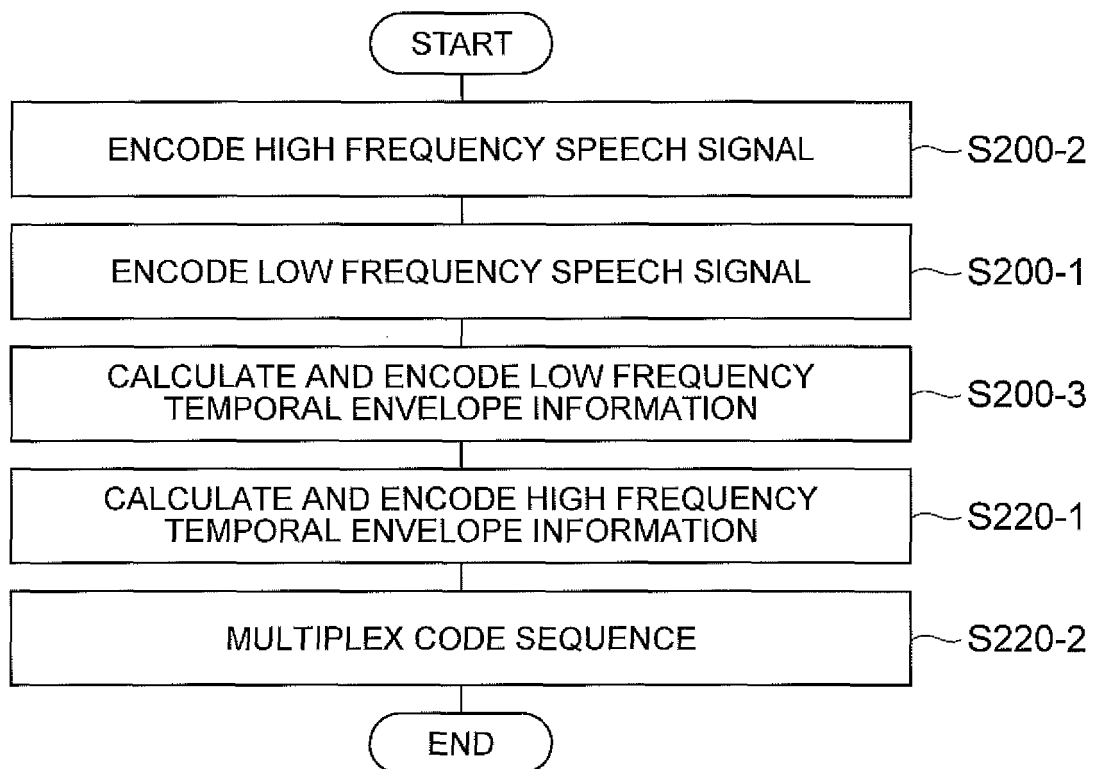 START
ENCODE HIGH FREQUENCY SPEECH SIGNAL
S200-2
ENCODE LOW FREQUENCY SPEECH SIGNAL
S200-1
CALCULATE AND ENCODE LOW FREQUENCY
TEMPORAL ENVELOPE INFORMATION
S200-3
CALCULATE AND ENCODE HIGH FREQUENCY
TEMPORAL ENVELOPE INFORMATION
S220-1
MULTIPLEX CODE SEQUENCE
S220-2
END